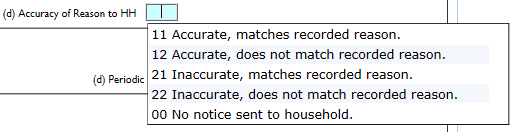 (d) Accuracy of Reason to HH
11 Accurate, matches recorded reason.
12 Accurate, does not match recorded reason.
21 Inaccurate, matches recorded reason.
(d) Periodic
22 Inaccurate, does not match recorded reason.
00 No notice sent to household.